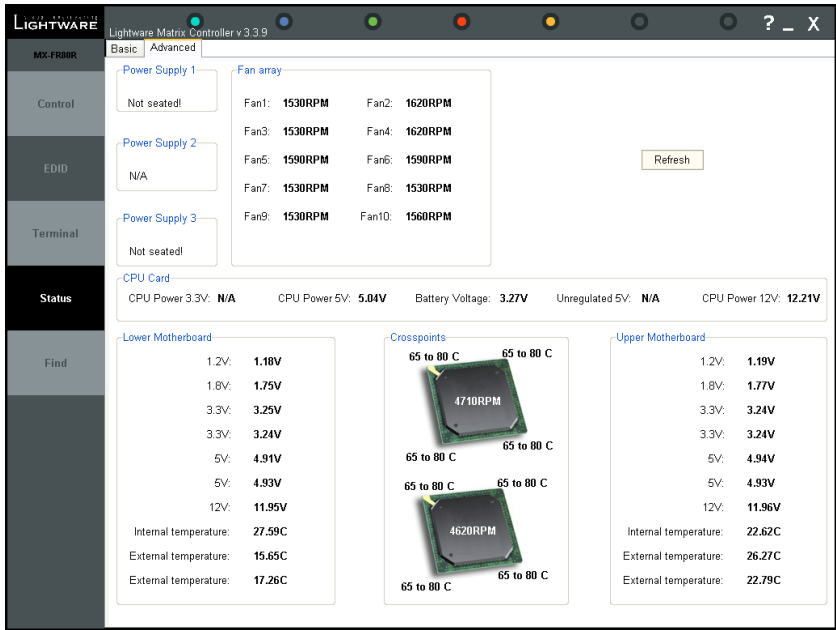 LIGHTWARE
Lightware Matrix Controller v 3.3.9
? _ X
MX-FR80R
Basic Advanced
Control
EDID
Terminal
Status
Find
Power Supply 1
Not seated!
Power Supply 2
N/A
Power Supply 3
Not seated!
Fan array
Fan1: 1530RPM Fan2: 1620RPM
Fan3: 1530RPM Fan4: 1620RPM
Fan5: 1590RPM Fan6: 1590RPM
Fan7: 1530RPM Fan8: 1530RPM
Fan9: 1530RPM Fan10: 1560RPM
Refresh
CPU Card
CPU Power 3.3V: N/A CPU Power 5V: 5.04V Battery Voltage: 3.27V Unregulated 5V: N/A CPU Power 12V: 12.21V
Lower Motherboard
1.2V: 1.18V
1.8V: 1.75V
3.3V: 3.25V
3.3V: 3.24V
5V: 4.91V
5V: 4.93V
12V: 11.95V
Internal temperature: 27.59C
External temperature: 15.65C
External temperature: 17.26C
Crosspoints
65 to 80 C 65 to 80 C
4710RPM
65 to 80 C 65 to 80 C
65 to 80 C 65 to 80 C
4620RPM
65 to 80 C 65 to 80 C
Upper Motherboard
1.2V: 1.19V
1.8V: 1.77V
3.3V: 3.24V
3.3V: 3.24V
5V: 4.94V
5V: 4.93V
12V: 11.96V
Internal temperature: 22.62C
External temperature: 26.27C
External temperature: 22.79C